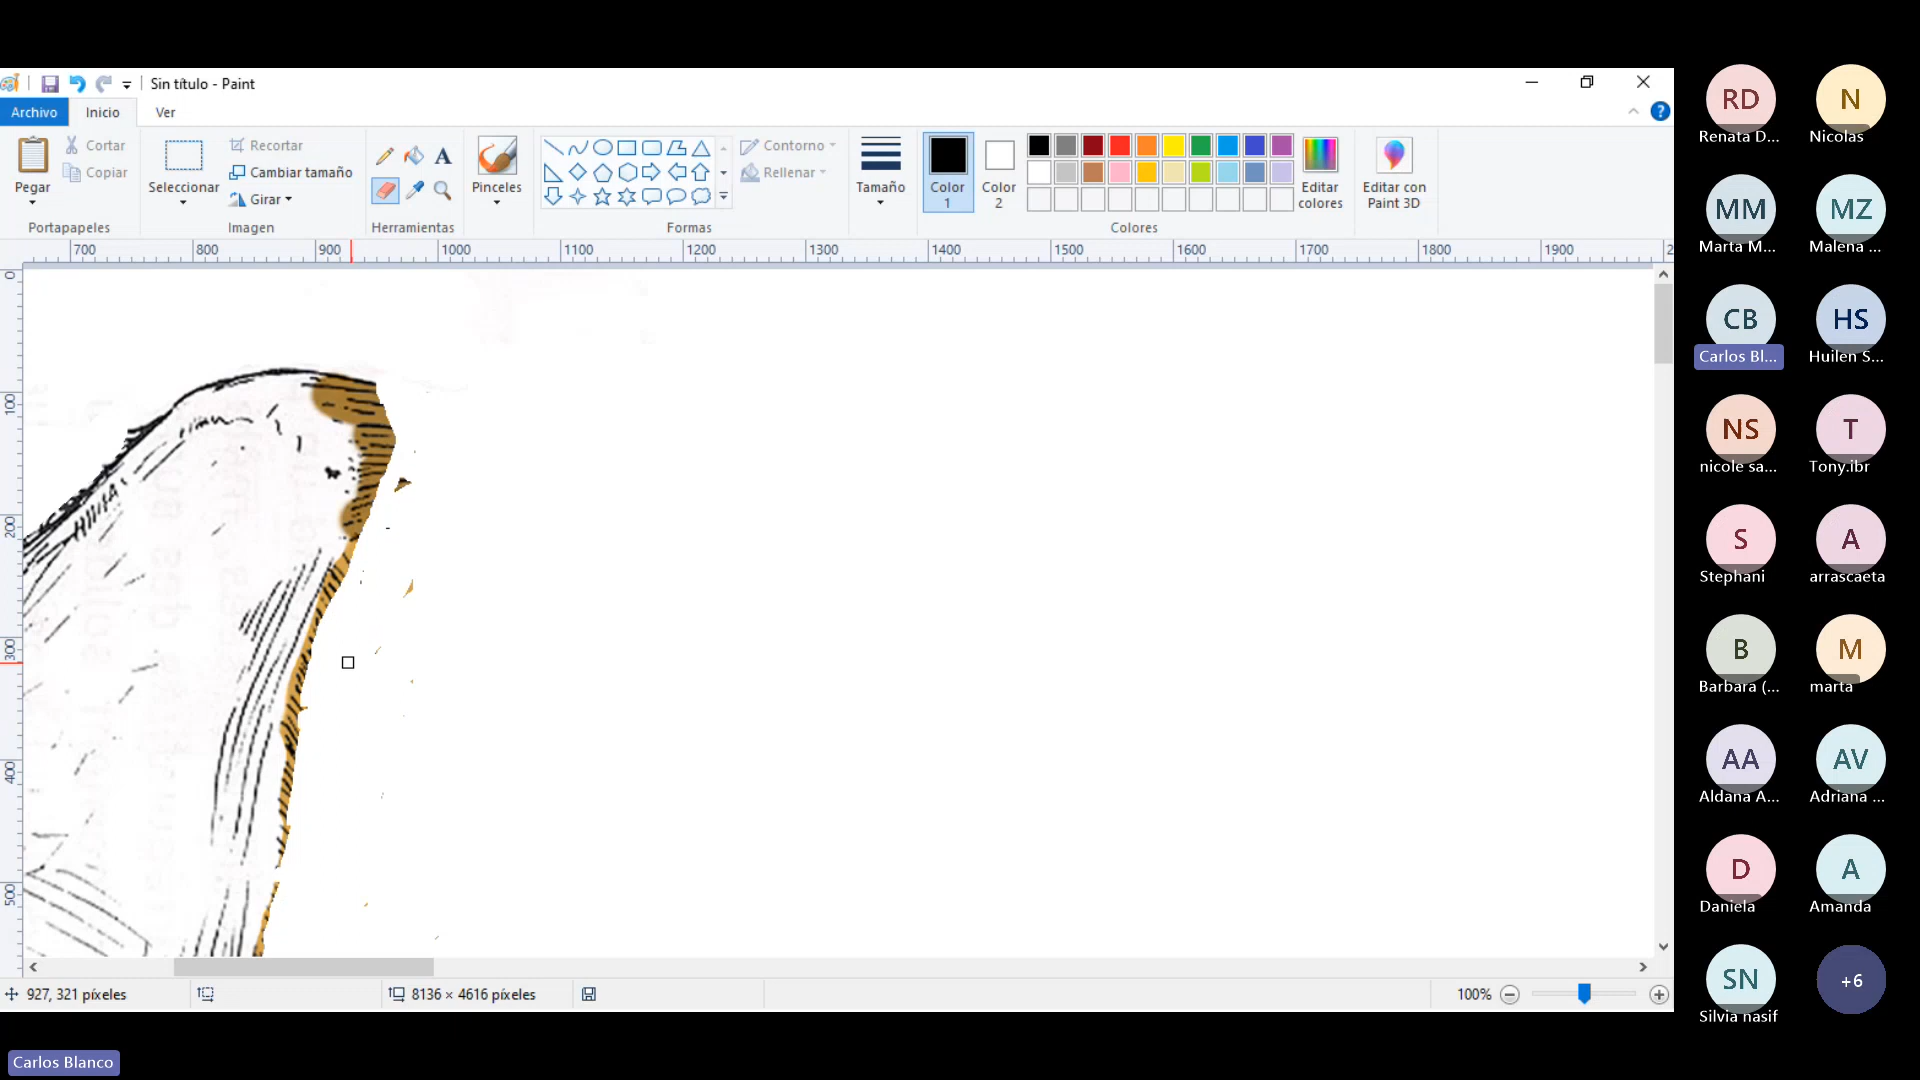 Sin título - Paint
Archivo
Inicio
Ver
Pegar
Cortar
Copiar
Portapapeles
Seleccionar
Recortar
Cambiar tamaño
Girar
Imagen
A
Herramientas
Pinceles
Contorno
Rellenar
Formas
Tamaño
Color
1
Color
2
Editar
colores
Colores
Editar con
Paint 3D
700 800 900 1000 1100 1200 1300 1400 1500 1600 1700 1800 1900 2
0
100
200
300
400
500
927, 321 píxeles
8136 × 4616 píxeles
100%
RD
Renata D...
N
Nicolas
MM
Marta M...
MZ
Malena ...
CB
Carlos Bl...
HS
Huilen S...
NS
nicole sa...
T
Tony.ibr
S
Stephani
A
arrascaeta
B
Barbara (...
M
marta
AA
Aldana A...
AV
Adriana ...
D
Daniela
A
Amanda
SN
Silvia nasif
+6
Carlos Blanco